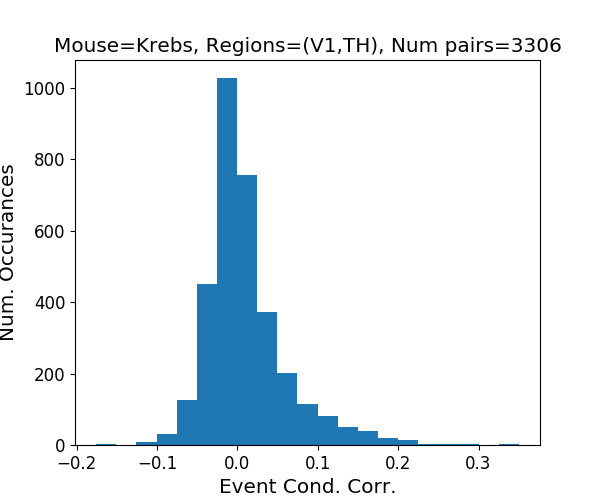 Mouse=Krebs, Regions=(V1,TH), Num pairs=3306
Num. Occurances
1000
800
600
400
200
0
−0.2 −0.1 0.0 0.1 0.2 0.3
Event Cond. Corr.